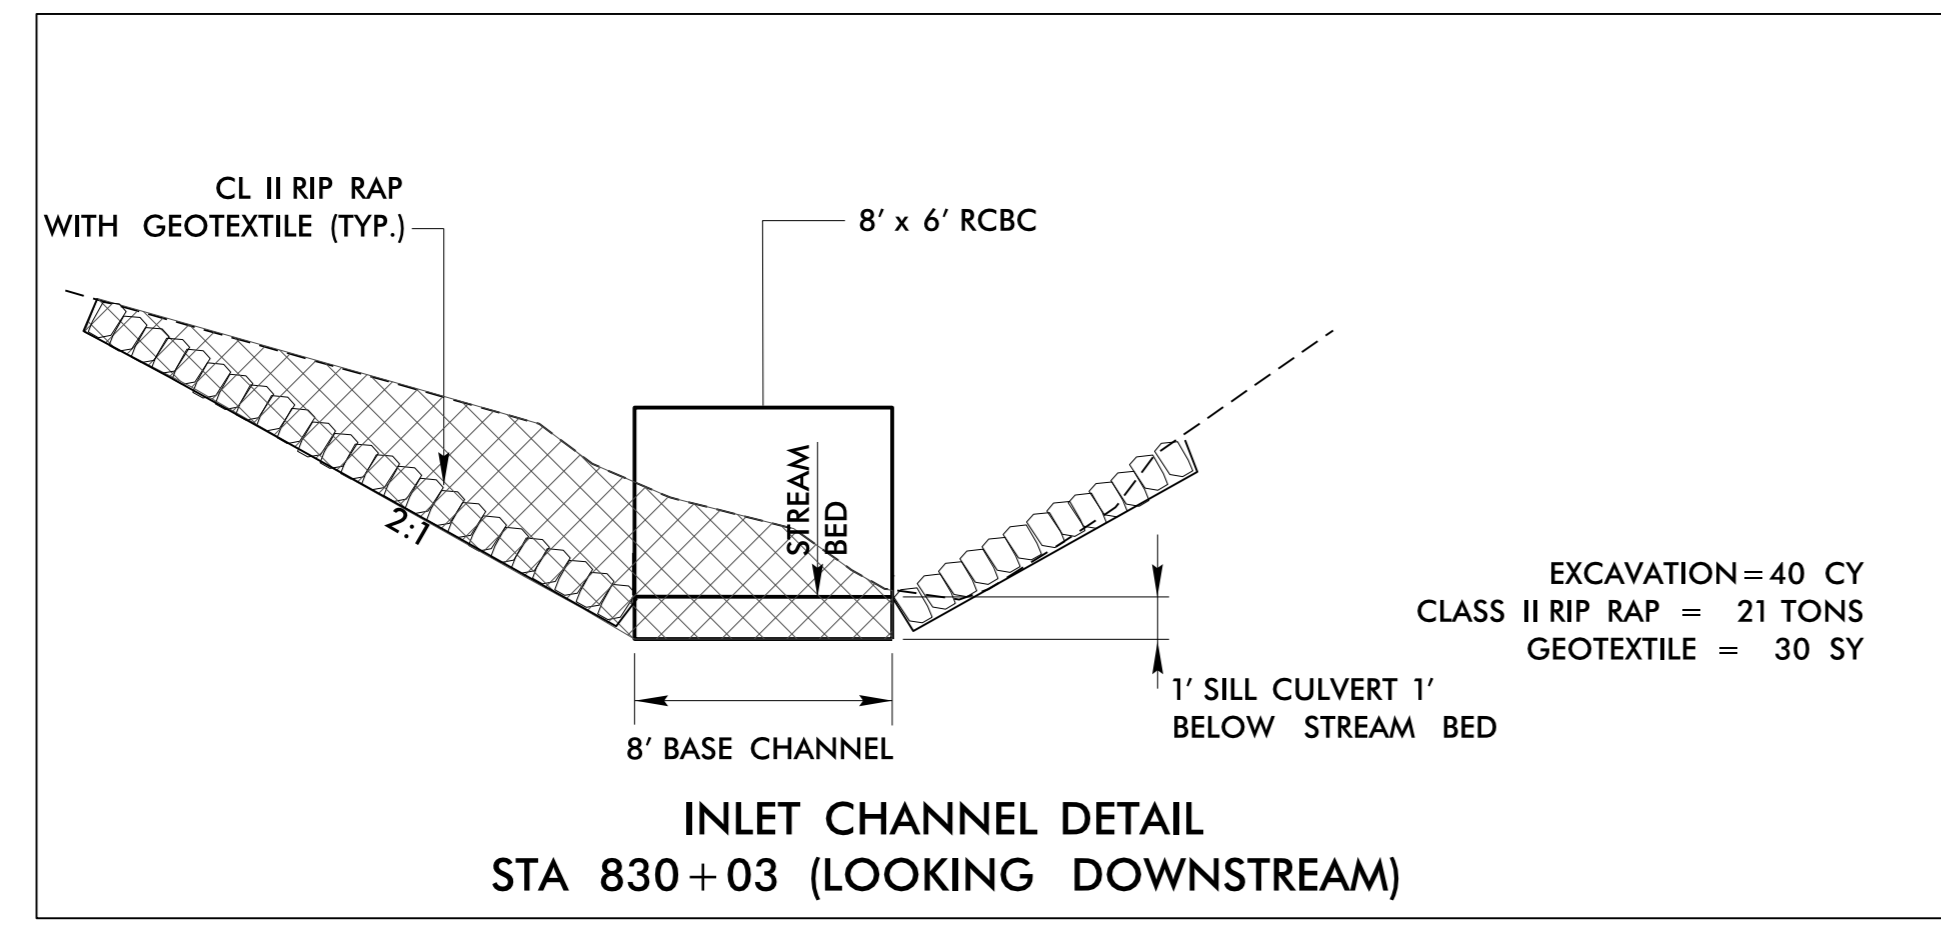 CL II RIP RAP
WITH GEOTEXTILE (TYP.)
8' x 6' RCBC
STREAM
BED
2:1
EXCAVATION = 40 CY
CLASS II RIP RAP = 21 TONS
GEOTEXTILE = 30 SY
1' SILL CULVERT 1'
BELOW STREAM BED
8' BASE CHANNEL
INLET CHANNEL DETAIL
STA 830+03 (LOOKING DOWNSTREAM)